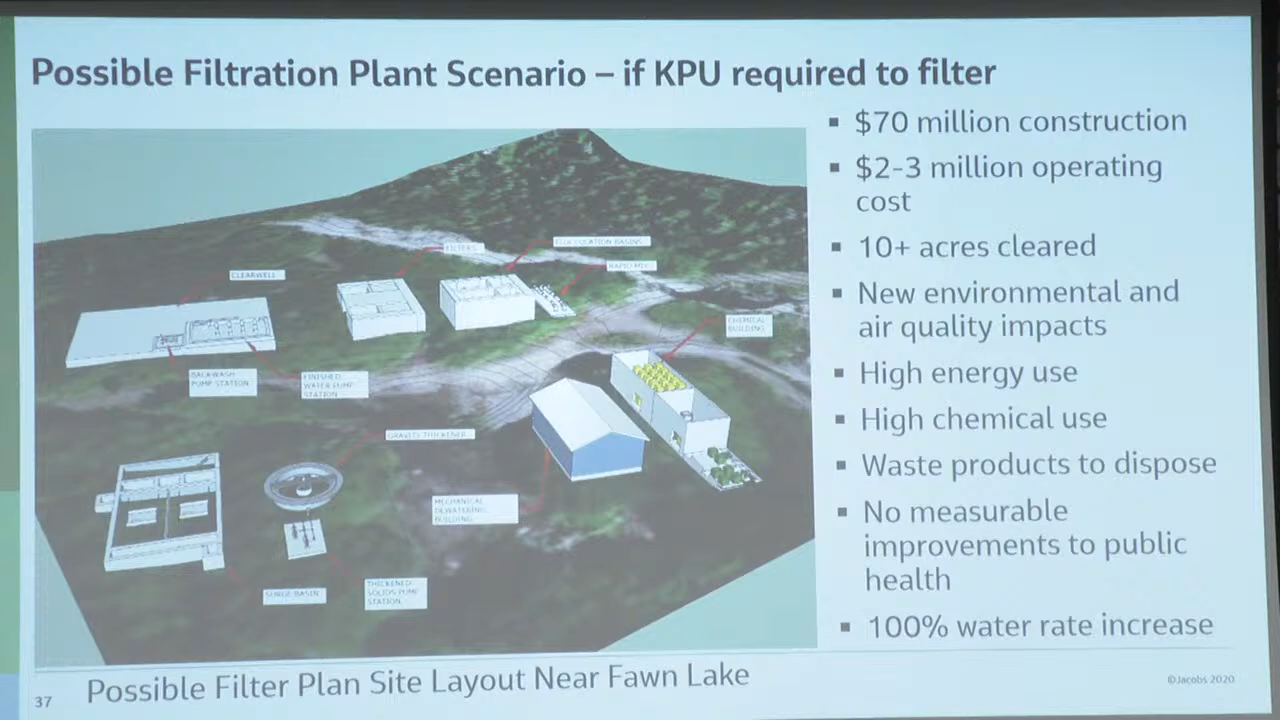 Possible Filtration Plant Scenario – if KPU required to filter
▪ $70 million construction
▪ $2-3 million operating
cost
▪ 10+ acres cleared
▪ New environmental and
air quality impacts
▪ High energy use
▪ High chemical use
▪ Waste products to dispose
▪ No measurable
improvements to public
health
▪ 100% water rate increase
FILTERS
FLOCCULATION BASINS
RAPID MIX
CLEARWELL
CHEMICAL
BUILDING
BACKWASH
PUMP STATION
FINISHED
WATER PUMP
STATION
GRAVITY THICKENER
MECHANICAL
DEWATERING
BUILDING
SURGE BASIN
THICKENED
SOLIDS PUMP
STATION
Possible Filter Plan Site Layout Near Fawn Lake
37
©Jacobs 2020